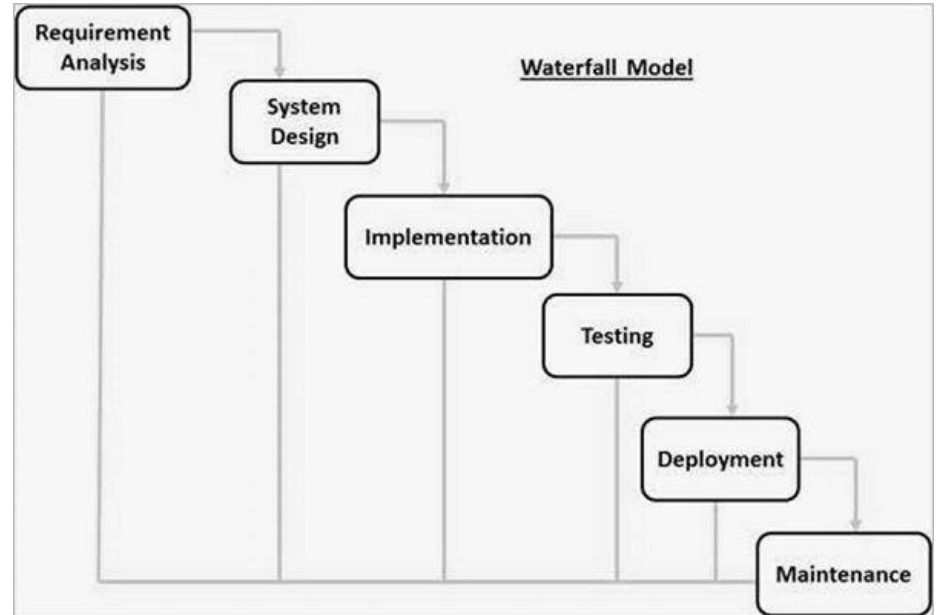 Requirement
Analysis
Waterfall Model
System
Design
Implementation
Testing
Deployment
Maintenance